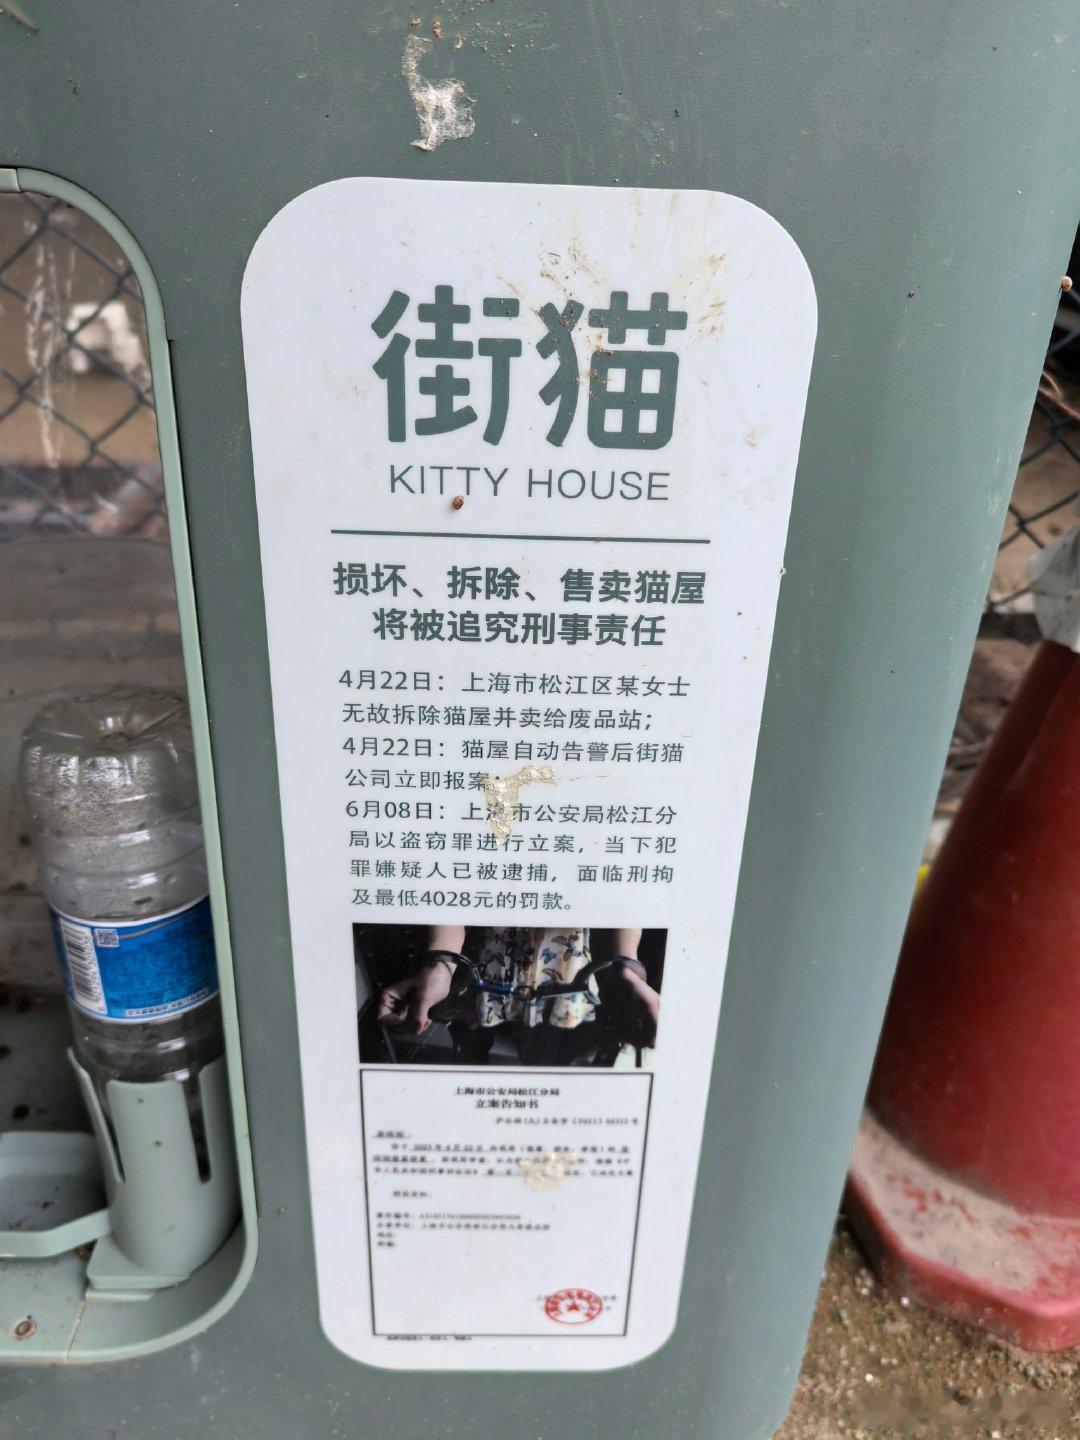 街猫
KITTY HOUSE
损坏、拆除、售卖猫屋
将被追究刑事责任
4月22日：上海市松江区某女士
无故拆除猫屋并卖给废品站；
4月22日：猫屋自动告警后街猫
公司立即报案；
6月08日：上海市公安局松江分
局以盗窃罪进行立案，当下犯
罪嫌疑人已被逮捕，面临刑拘
及最低4028元的罚款。
上海市公安局松江分局
立案告知书